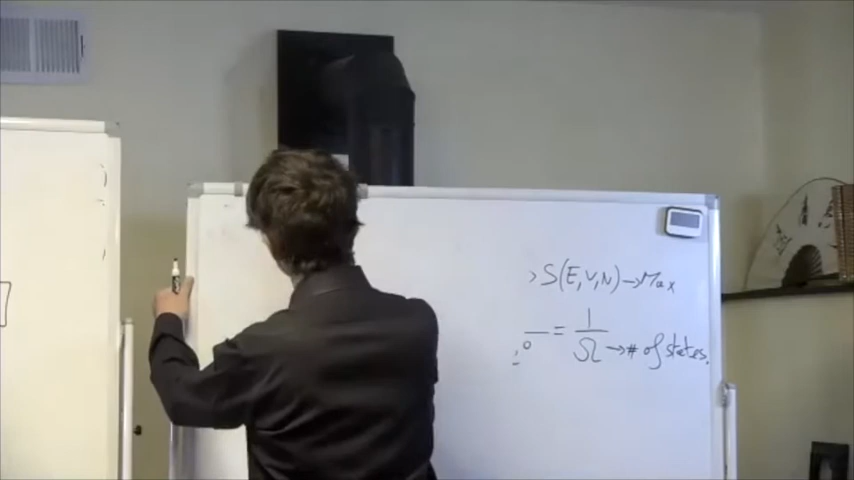 >S(E,V,N)→Max
— = 1/Ω → # of states.